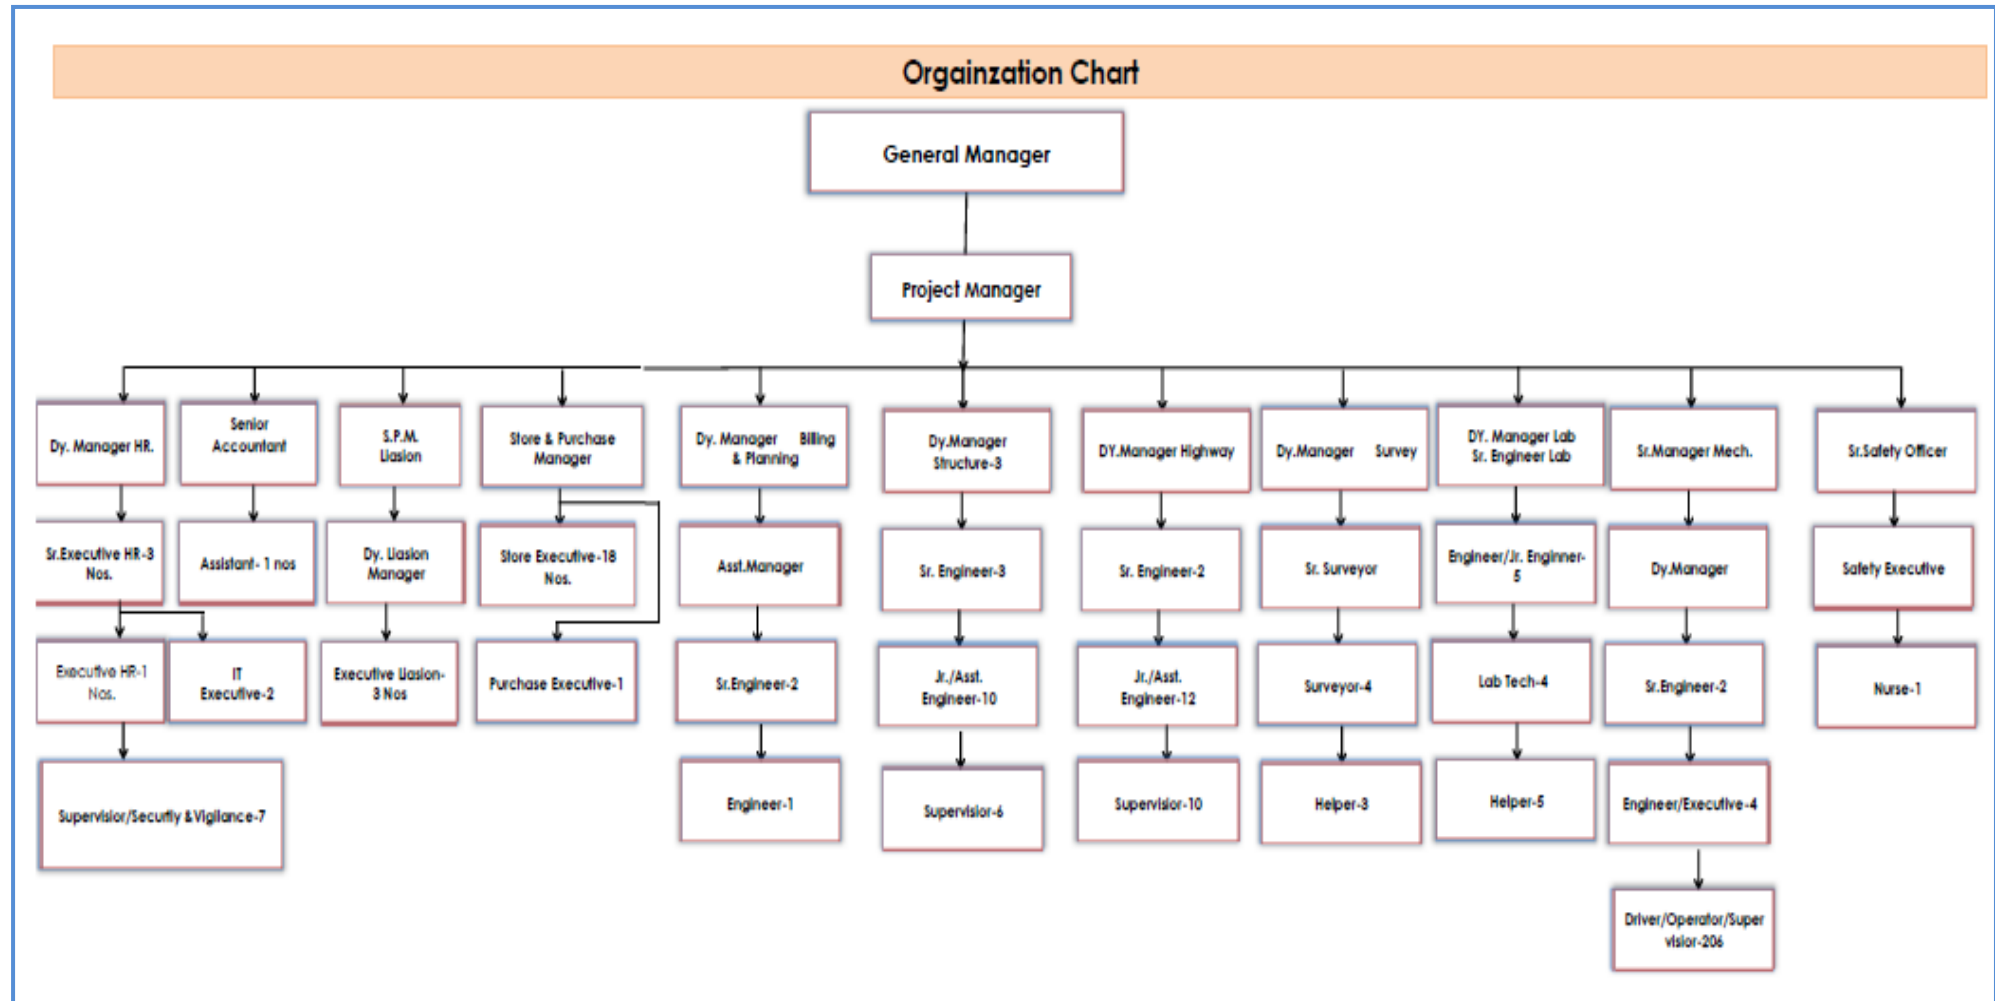 Orgainzation Chart
General Manager
Project Manager
Dy. Manager HR.
Senior
Accountant
S.P.M.
Liasion
Store & Purchase
Manager
Dy. Manager Billing
& Planning
Dy.Manager
Structure-3
DY.Manager Highway
Dy.Manager Survey
DY. Manager Lab
Sr. Engineer Lab
Sr.Manager Mech.
Sr.Safety Officer
Sr.Executive HR-3
Nos.
Assistant- 1 nos
Dy. Liasion
Manager
Store Executive-18
Nos.
Asst.Manager
Sr. Engineer-3
Sr. Engineer-2
Sr. Surveyor
Engineer/Jr. Enginner-
5
Dy.Manager
Safety Executive
Executive HR-1
Nos.
IT
Executive-2
Executive Liasion-
3 Nos
Purchase Executive-1
Sr.Engineer-2
Jr./Asst.
Engineer-10
Jr./Asst.
Engineer-12
Surveyor-4
Lab Tech-4
Sr.Engineer-2
Nurse-1
Supervisior/Securtiy &Vigilance-7
Engineer-1
Supervisior-6
Supervisior-10
Helper-3
Helper-5
Engineer/Executive-4
Driver/Operator/Super
visior-206